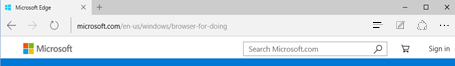 Microsoft Edge
microsoft.com/en-us/windows/browser-for-doing
Microsoft
Search Microsoft.com
Sign in